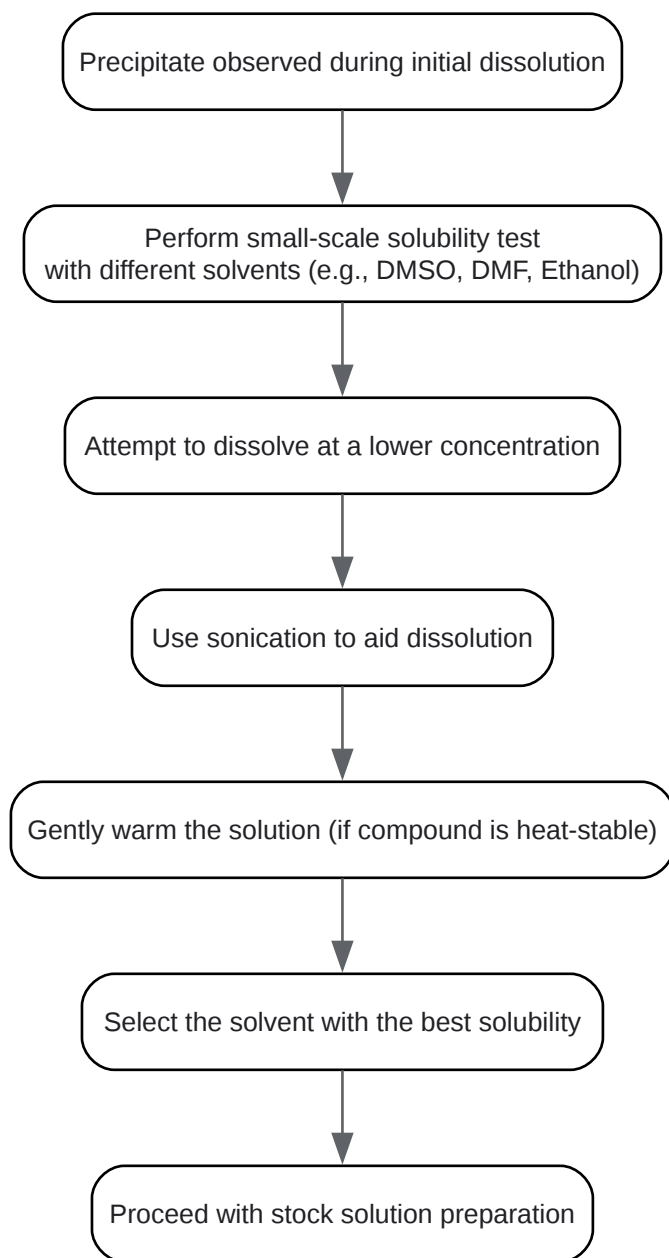 Precipitate observed during initial dissolution
Perform small-scale solubility test
with different solvents (e.g., DMSO, DMF, Ethanol)
Attempt to dissolve at a lower concentration
Use sonication to aid dissolution
Gently warm the solution (if compound is heat-stable)
Select the solvent with the best solubility
Proceed with stock solution preparation